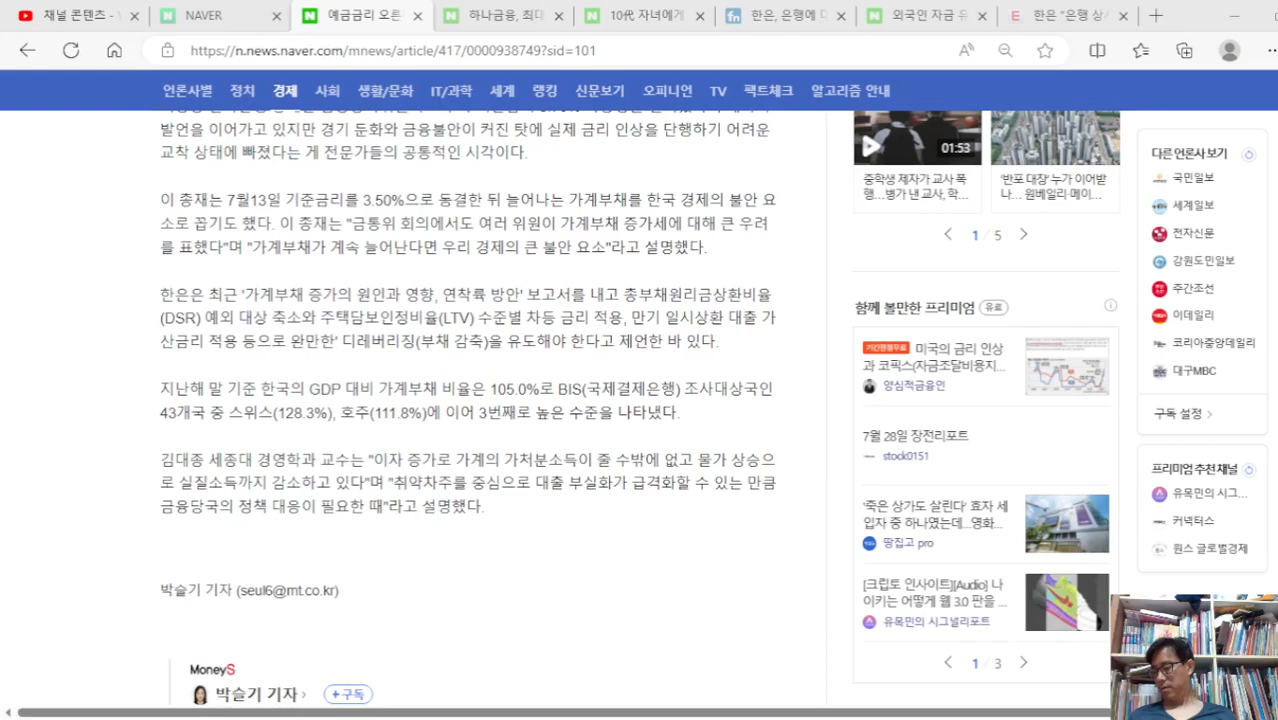 채널 콘텐츠 -
NAVER
예금금리 오른
하나금융, 최대
10代 자녀에게
한은, 은행에 대
외국인 자금 유
한은 "은행 상시
https://n.news.naver.com/mnews/article/417/0000938749?sid=101
언론사별 정치 경제 사회 생활/문화 IT/과학 세계 랭킹 신문보기 오피니언 TV 팩트체크 알고리즘 안내
발언을 이어가고 있지만 경기 둔화와 금융불안이 커진 탓에 실제 금리 인상을 단행하기 어려운
교착 상태에 빠졌다는 게 전문가들의 공통적인 시각이다.
이 총재는 7월13일 기준금리를 3.50%으로 동결한 뒤 늘어나는 가계부채를 한국 경제의 불안 요
소로 꼽기도 했다. 이 총재는 "금통위 회의에서도 여러 위원이 가계부채 증가세에 대해 큰 우려
를 표했다"며 "가계부채가 계속 늘어난다면 우리 경제의 큰 불안 요소"라고 설명했다.
한은은 최근 '가계부채 증가의 원인과 영향, 연착륙 방안' 보고서를 내고 총부채원리금상환비율
(DSR) 예외 대상 축소와 주택담보인정비율(LTV) 수준별 차등 금리 적용, 만기 일시상환 대출 가
산금리 적용 등으로 완만한' 디레버리징(부채 감축)을 유도해야 한다고 제언한 바 있다.
지난해 말 기준 한국의 GDP 대비 가계부채 비율은 105.0%로 BIS(국제결제은행) 조사대상국인
43개국 중 스위스(128.3%), 호주(111.8%)에 이어 3번째로 높은 수준을 나타냈다.
김대종 세종대 경영학과 교수는 "이자 증가로 가계의 가처분소득이 줄 수밖에 없고 물가 상승으
로 실질소득까지 감소하고 있다"며 "취약차주를 중심으로 대출 부실화가 급격화할 수 있는 만큼
금융당국의 정책 대응이 필요한 때"라고 설명했다.
박슬기 기자 (seul6@mt.co.kr)
MoneyS
박슬기 기자
+구독
01:53
중학생 제자가 교사 폭
행…병가 낸 교사, 학…
'반포 대장' 누가 이어받
나… 원베일리·메이…
1 5
함께 볼만한 프리미엄 유료
기간한정무료 미국의 금리 인상
과 코픽스(자금조달비용지…
양심적금융인
7월 28일 장전리포트
stock0151
'죽은 상가도 살린다' 효자 세
입자 중 하나였는데...영화…
땅집고 pro
[크립토 인사이트][Audio] 나
이키는 어떻게 웹 3.0 판을 …
유목민의 시그널리포트
1 3
다른 언론사 보기
국민일보
세계일보
전자신문
강원도민일보
주간조선
이데일리
코리아중앙데일리
대구MBC
구독 설정
프리미엄 추천 채널
유목민의 시그…
커넥터스
원스 글로벌경제